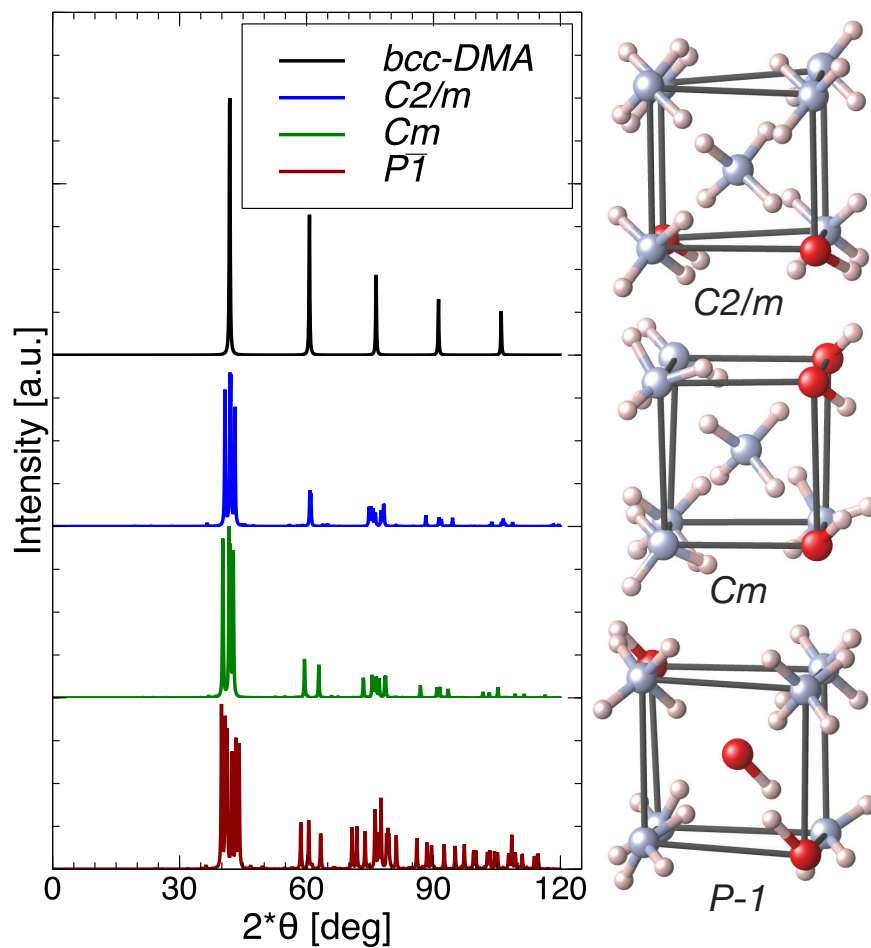 bcc-DMA
C2/m
Cm
P1̅
Intensity [a.u.]
0 30 60 90 120
2*θ [deg]
C2/m
Cm
P-1